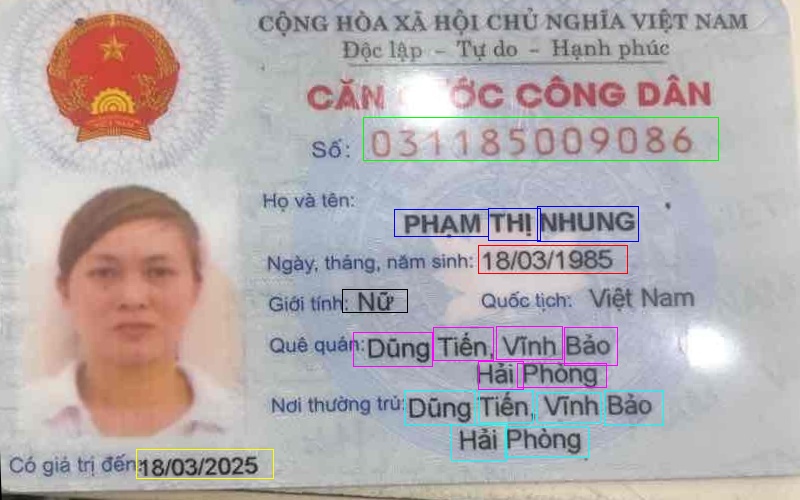 CỘNG HÒA XÃ HỘI CHỦ NGHĨA VIỆT NAM
Độc lập - Tự do - Hạnh phúc
CĂN CƯỚC CÔNG DÂN
Số: 031185009086
Họ và tên:
PHẠM THỊ NHUNG
Ngày, tháng, năm sinh: 18/03/1985
Giới tính: Nữ Quốc tịch: Việt Nam
Quê quán: Dũng Tiến, Vĩnh Bảo
Hải Phòng
Nơi thường trú: Dũng Tiến, Vĩnh Bảo
Hải Phòng
Có giá trị đến: 18/03/2025